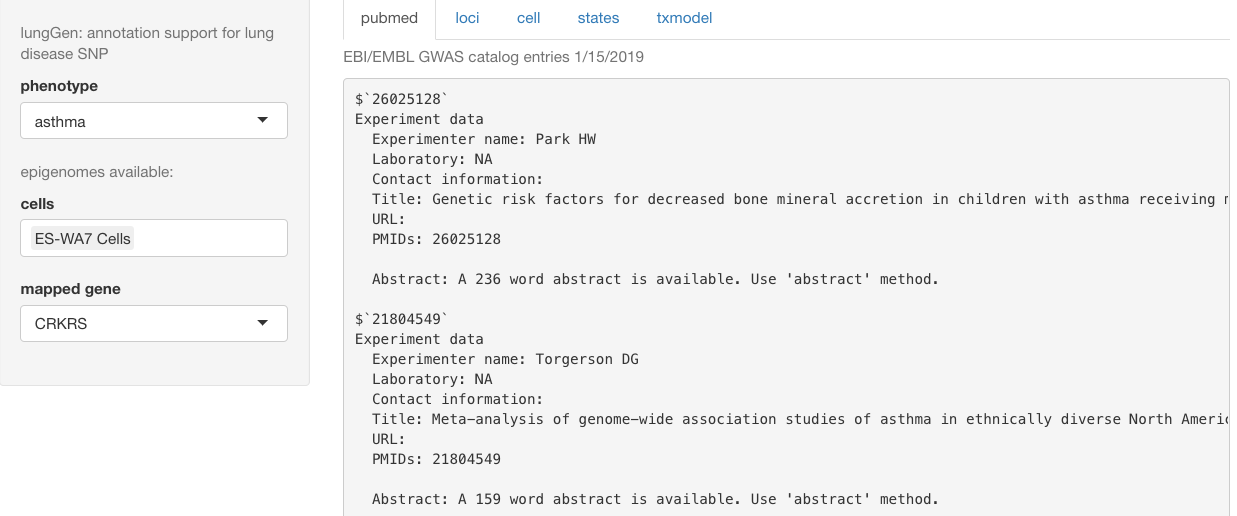 lungGen: annotation support for lung
disease SNP
phenotype
asthma
epigenomes available:
cells
ES-WA7 Cells
mapped gene
CRKRS
pubmed loci cell states txmodel
EBI/EMBL GWAS catalog entries 1/15/2019
$`26025128`
Experiment data
  Experimenter name: Park HW
  Laboratory: NA
  Contact information:
  Title: Genetic risk factors for decreased bone mineral accretion in children with asthma receiving
  URL:
  PMIDs: 26025128
  Abstract: A 236 word abstract is available. Use 'abstract' method.
$`21804549`
Experiment data
  Experimenter name: Torgerson DG
  Laboratory: NA
  Contact information:
  Title: Meta-analysis of genome-wide association studies of asthma in ethnically diverse North Americ
  URL:
  PMIDs: 21804549
  Abstract: A 159 word abstract is available. Use 'abstract' method.